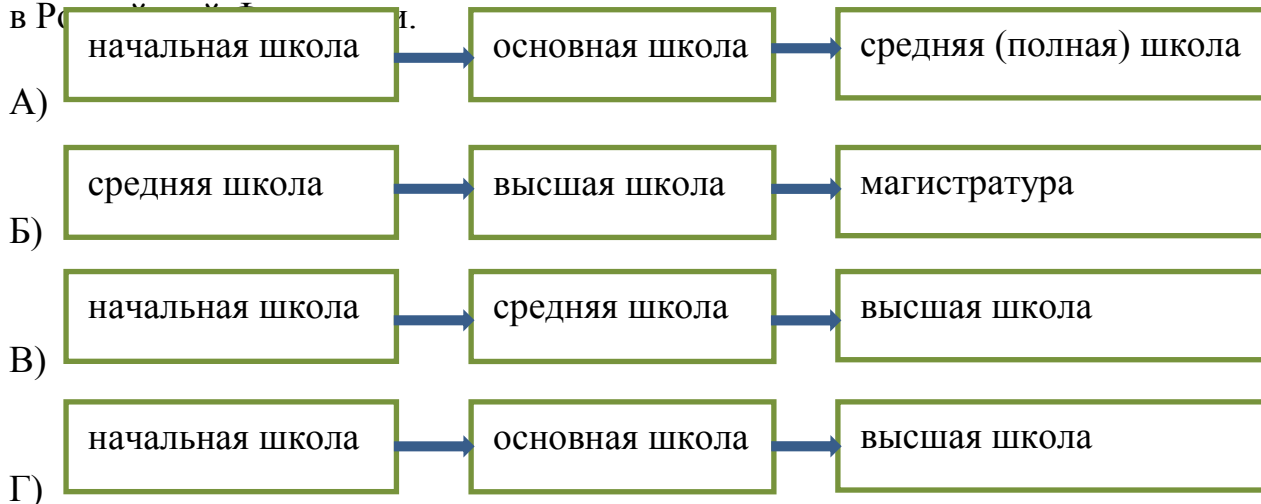 в и.
начальная школа основная школа средняя (полная) школа
А)
средняя школа высшая школа магистратура
Б)
начальная школа средняя школа высшая школа
В)
начальная школа основная школа высшая школа
Г)